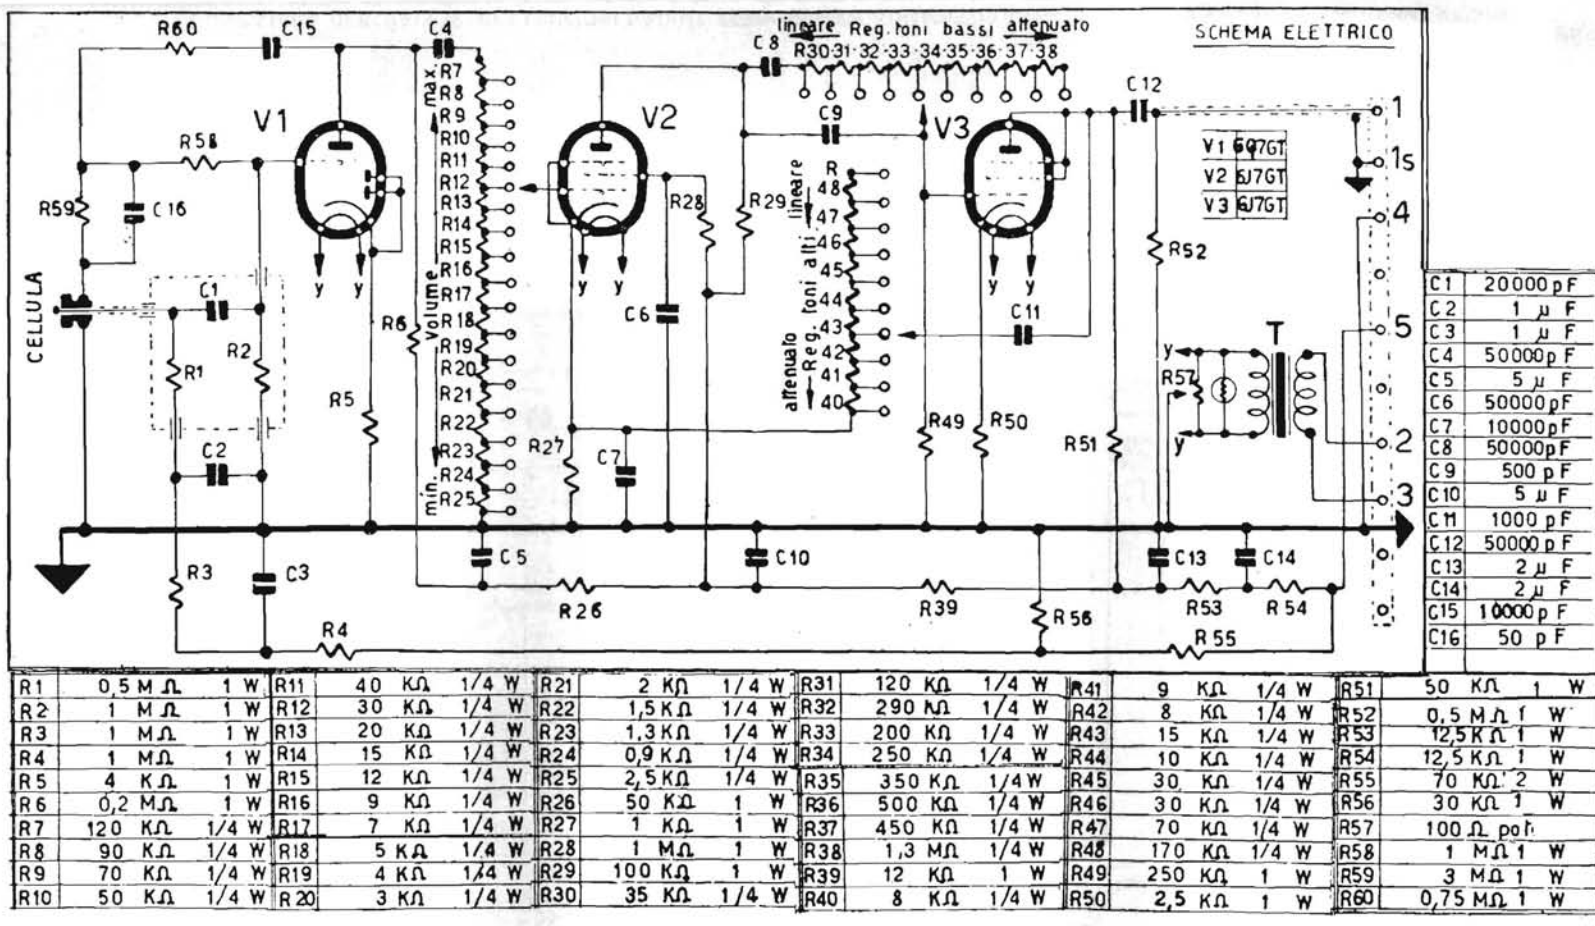 SCHEMA ELETTRICO
R60
C15
C4
C8
lineare Reg. toni bassi attenuato
R30·31·32·33·34·35·36·37·38
C12
1
V1
V2
C9
V3
V1 6Q7GT
V2 6J7GT
V3 6J7GT
1s
R58
R59
C16
max.
Volume
min.
R7
R8
R9
R10
R11
R12
R13
R14
R15
R16
R17
R18
R19
R20
R21
R22
R23
R24
R25
R28
R29
R
48
47
46
45
44
43
42
41
40
lineare
Reg. toni alti
attenuato
R52
4
CELLULA
C1
R1
R2
R6
y y
C6
y y
y y
C11
T
5
y
R57
y
R5
R27
C7
R49
R50
R51
2
C2
3
R3
C3
C5
C10
C13
C14
R26
R39
R56
R53
R54
R4
R55
C1 20000 pF
C2 1 µ F
C3 1 µ F
C4 50000 pF
C5 5 µ F
C6 50000 pF
C7 10000 pF
C8 50000 pF
C9 500 pF
C10 5 µ F
C11 1000 pF
C12 50000 pF
C13 2 µ F
C14 2 µ F
C15 10000 pF
C16 50 pF
R1 0,5 MΩ 1 W R11 40 KΩ 1/4 W R21 2 KΩ 1/4 W R31 120 KΩ 1/4 W R41 9 KΩ 1/4 W R51 50 KΩ 1 W
R2 1 MΩ 1 W R12 30 KΩ 1/4 W R22 1,5 KΩ 1/4 W R32 290 KΩ 1/4 W R42 8 KΩ 1/4 W R52 0,5 MΩ 1 W
R3 1 MΩ 1 W R13 20 KΩ 1/4 W R23 1,3 KΩ 1/4 W R33 200 KΩ 1/4 W R43 15 KΩ 1/4 W R53 12,5 KΩ 1 W
R4 1 MΩ 1 W R14 15 KΩ 1/4 W R24 0,9 KΩ 1/4 W R34 250 KΩ 1/4 W R44 10 KΩ 1/4 W R54 12,5 KΩ 1 W
R5 4 KΩ 1 W R15 12 KΩ 1/4 W R25 2,5 KΩ 1/4 W R35 350 KΩ 1/4 W R45 30 KΩ 1/4 W R55 70 KΩ 2 W
R6 0,2 MΩ 1 W R16 9 KΩ 1/4 W R26 50 KΩ 1 W R36 500 KΩ 1/4 W R46 30 KΩ 1/4 W R56 30 KΩ 1 W
R7 120 KΩ 1/4 W R17 7 KΩ 1/4 W R27 1 KΩ 1 W R37 450 KΩ 1/4 W R47 70 KΩ 1/4 W R57 100 Ω pot.
R8 90 KΩ 1/4 W R18 5 KΩ 1/4 W R28 1 MΩ 1 W R38 1,3 MΩ 1/4 W R48 170 KΩ 1/4 W R58 1 MΩ 1 W
R9 70 KΩ 1/4 W R19 4 KΩ 1/4 W R29 100 KΩ 1 W R39 12 KΩ 1 W R49 250 KΩ 1 W R59 3 MΩ 1 W
R10 50 KΩ 1/4 W R20 3 KΩ 1/4 W R30 35 KΩ 1/4 W R40 8 KΩ 1/4 W R50 2,5 KΩ 1 W R60 0,75 MΩ 1 W